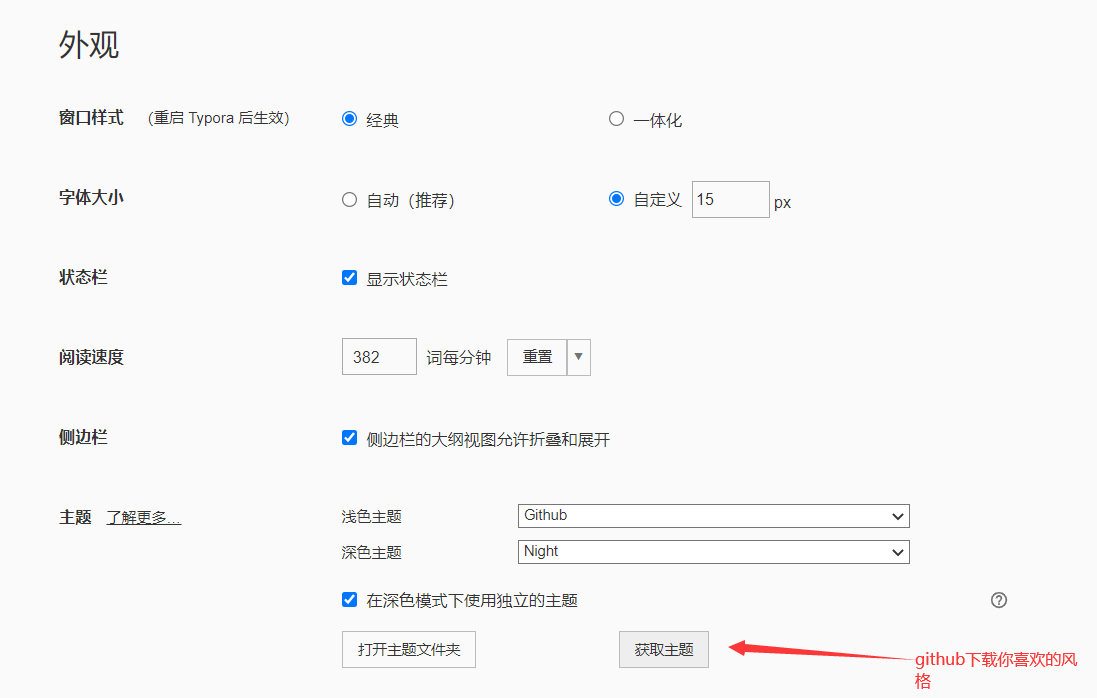 外观
窗口样式 (重启 Typora 后生效) 经典 一体化
字体大小 自动（推荐） 自定义 15 px
状态栏 显示状态栏
阅读速度 382 词每分钟 重置
侧边栏 侧边栏的大纲视图允许折叠和展开
主题 了解更多... 浅色主题 Github
深色主题 Night
在深色模式下使用独立的主题
打开主题文件夹 获取主题
github下载你喜欢的风
格